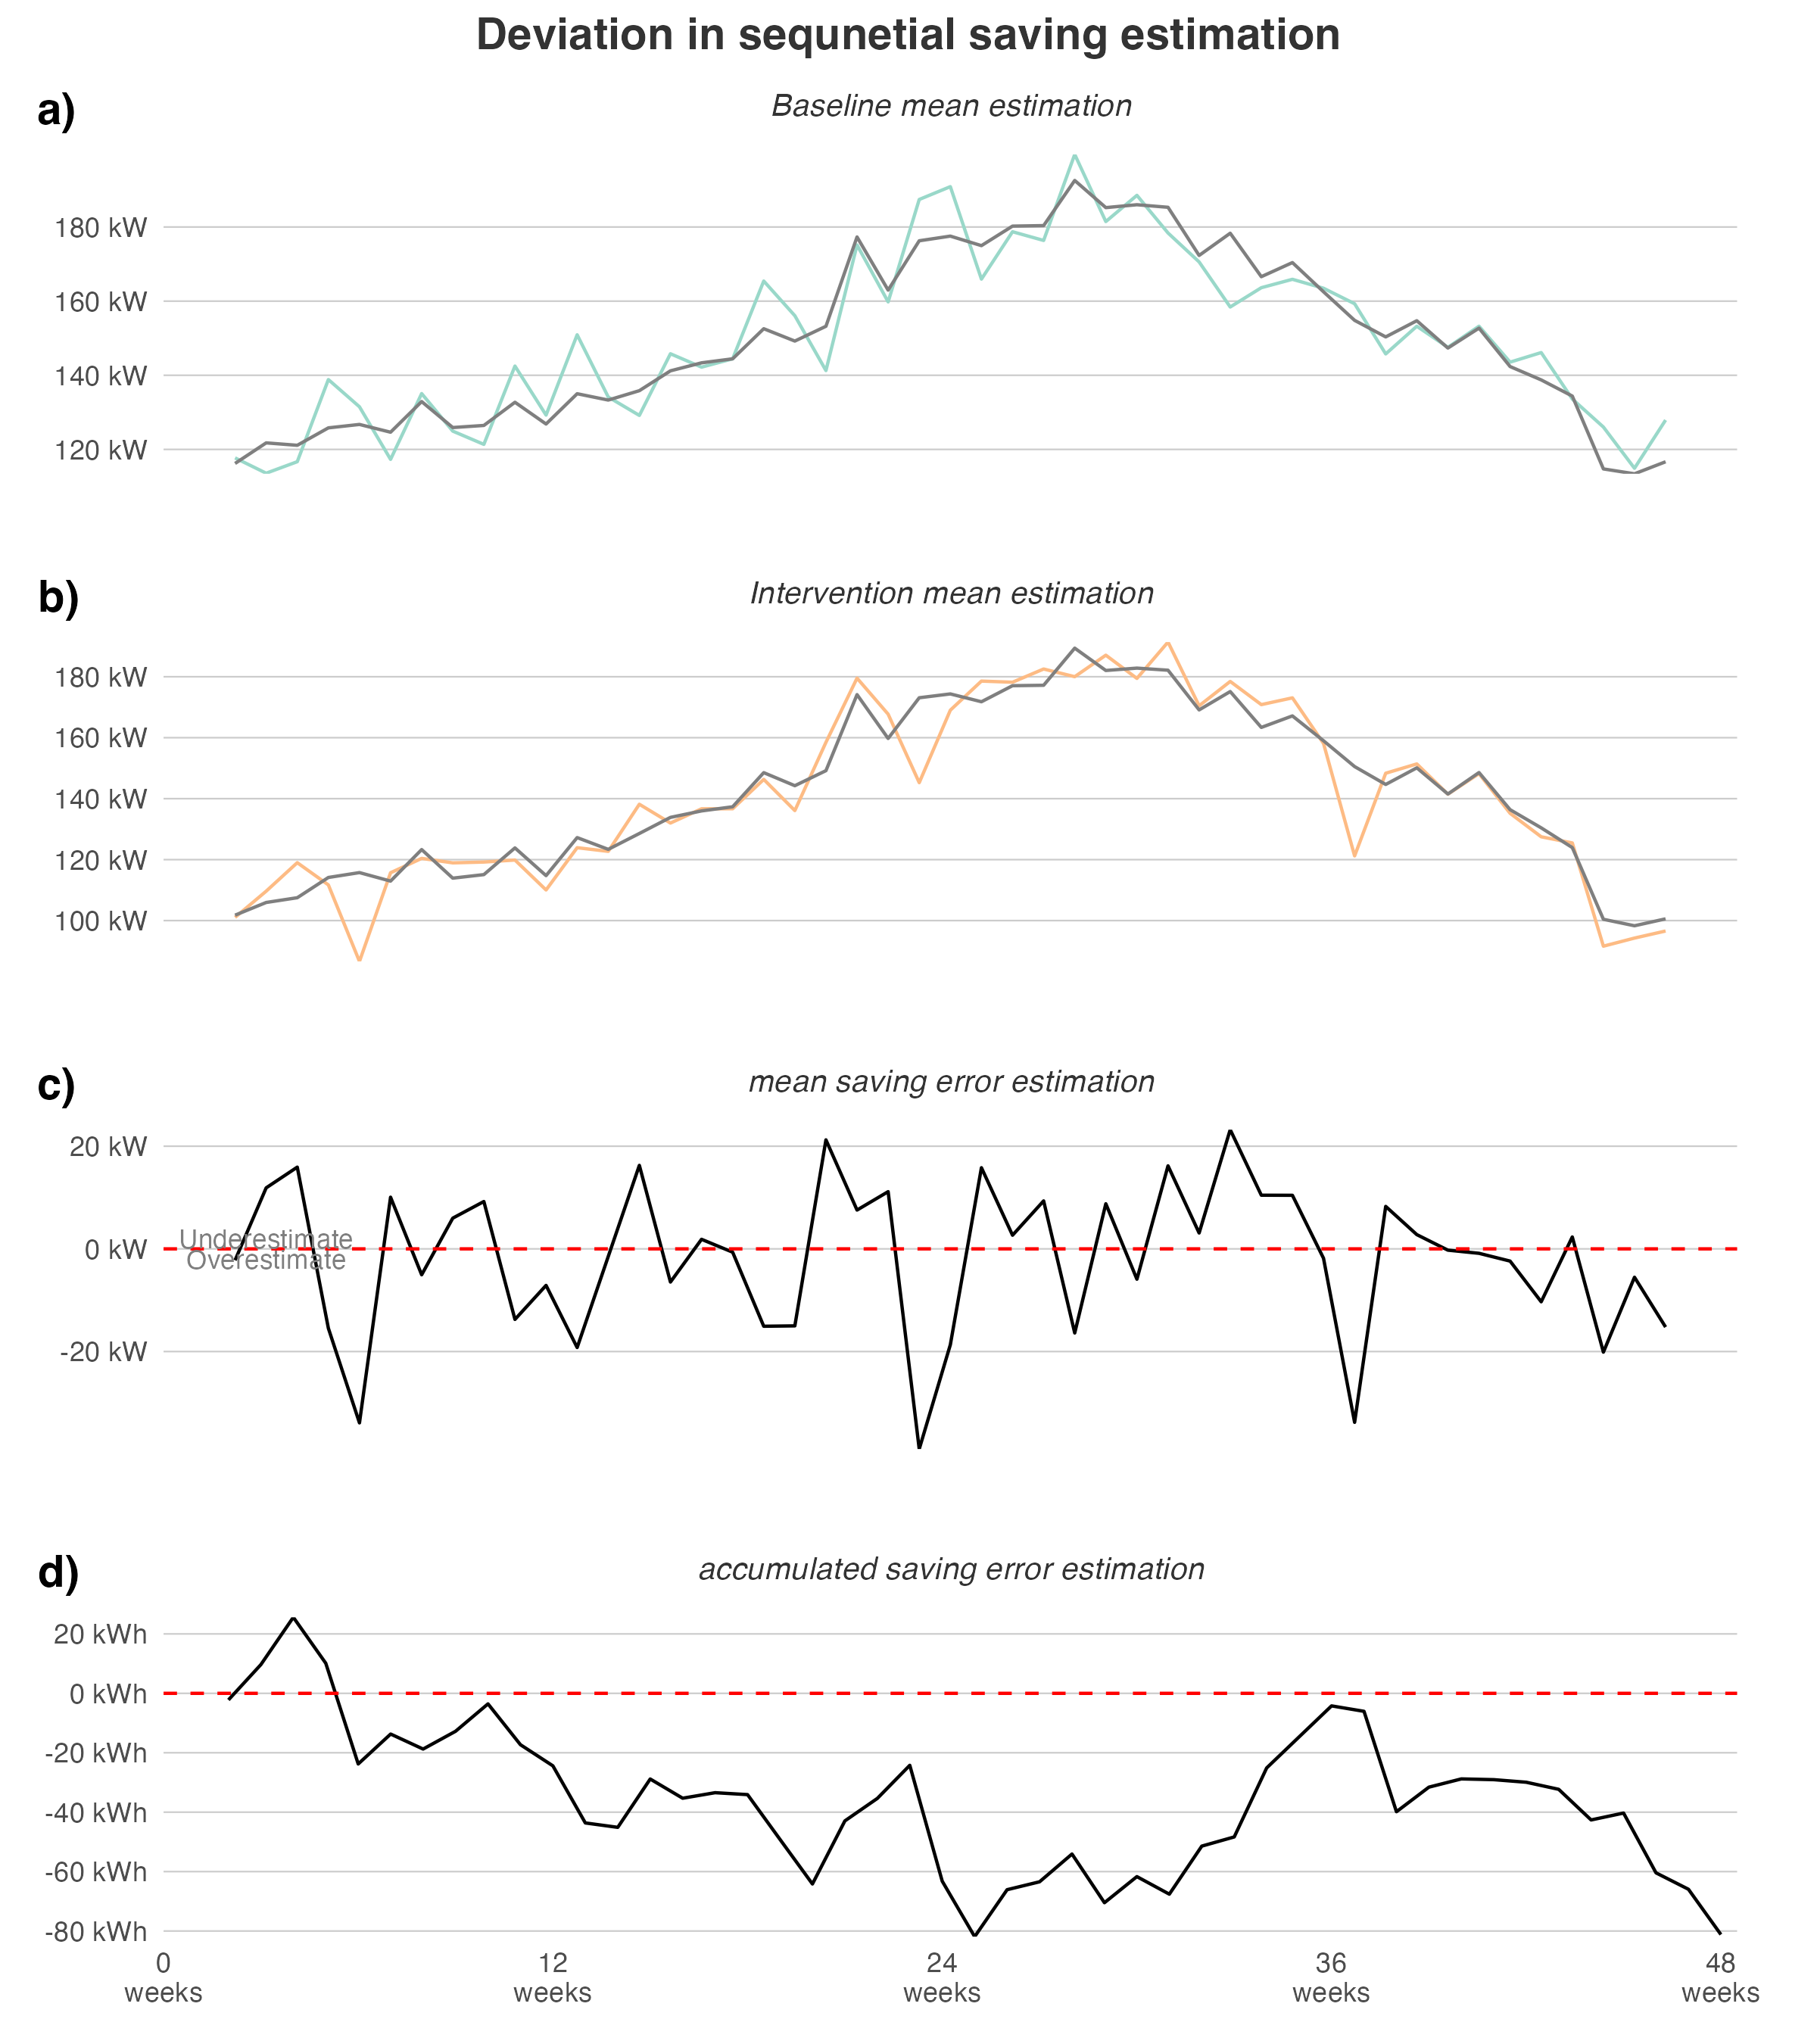 Deviation in sequnetial saving estimation
a)
Baseline mean estimation
180 kW
160 kW
140 kW
120 kW
b)
Intervention mean estimation
180 kW
160 kW
140 kW
120 kW
100 kW
c)
mean saving error estimation
20 kW
Underestimate
0 kW
Overestimate
-20 kW
d)
accumulated saving error estimation
20 kWh
0 kWh
-20 kWh
-40 kWh
-60 kWh
-80 kWh
0 12 24 36 48
weeks weeks weeks weeks weeks